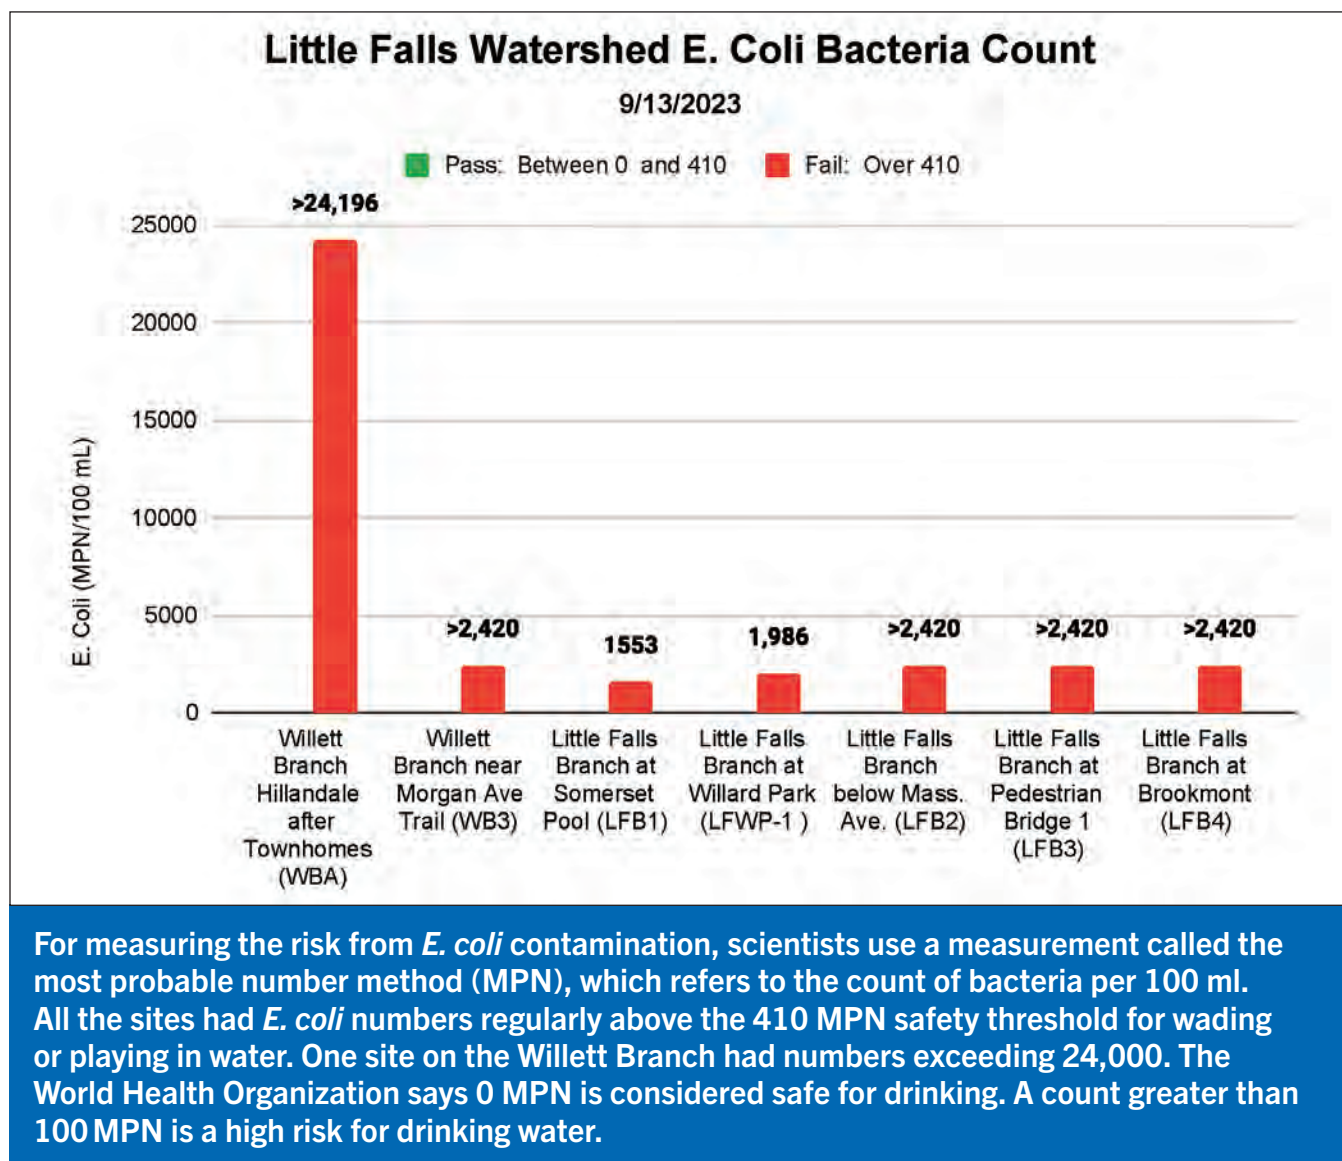 Little Falls Watershed E. Coli Bacteria Count
9/13/2023
Pass: Between 0 and 410
Fail: Over 410
>24,196
25000
20000
15000
10000
5000
0
E. Coli (MPN/100 mL)
>2,420
1553
1,986
>2,420
>2,420
>2,420
Willett
Branch
Hillandale
after
Townhomes
(WBA)
Willett
Branch near
Morgan Ave
Trail (WB3)
Little Falls
Branch at
Somerset
Pool (LFB1)
Little Falls
Branch at
Willard Park
(LFWP-1 )
Little Falls
Branch
below Mass.
Ave. (LFB2)
Little Falls
Branch at
Pedestrian
Bridge 1
(LFB3)
Little Falls
Branch at
Brookmont
(LFB4)
For measuring the risk from E. coli contamination, scientists use a measurement called the
most probable number method (MPN), which refers to the count of bacteria per 100 ml.
All the sites had E. coli numbers regularly above the 410 MPN safety threshold for wading
or playing in water. One site on the Willett Branch had numbers exceeding 24,000. The
World Health Organization says 0 MPN is considered safe for drinking. A count greater than
100 MPN is a high risk for drinking water.